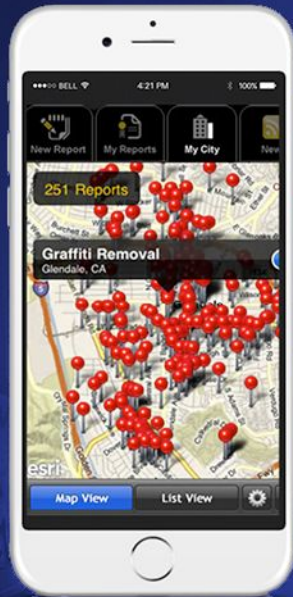 BELL 4:21 PM 100%
New Report My Reports My City New
251 Reports
Graffiti Removal
Glendale, CA
esri
Map View List View